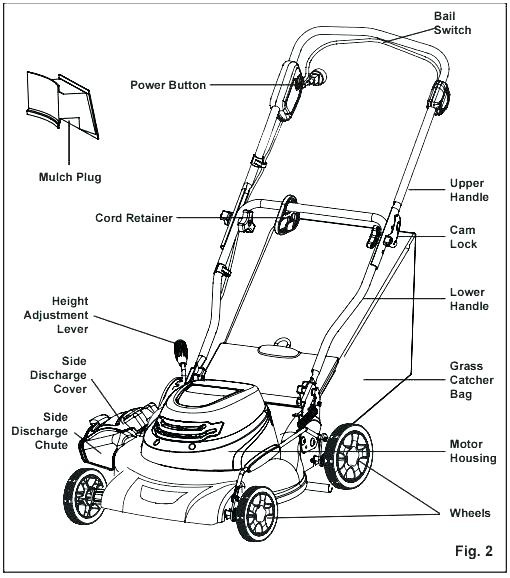 Bail
Switch
Power Button
Mulch Plug
Upper
Handle
Cord Retainer
Cam
Lock
Height
Adjustment
Lever
Lower
Handle
Side
Discharge
Cover
Grass
Catcher
Bag
Side
Discharge
Chute
Motor
Housing
Wheels
Fig. 2